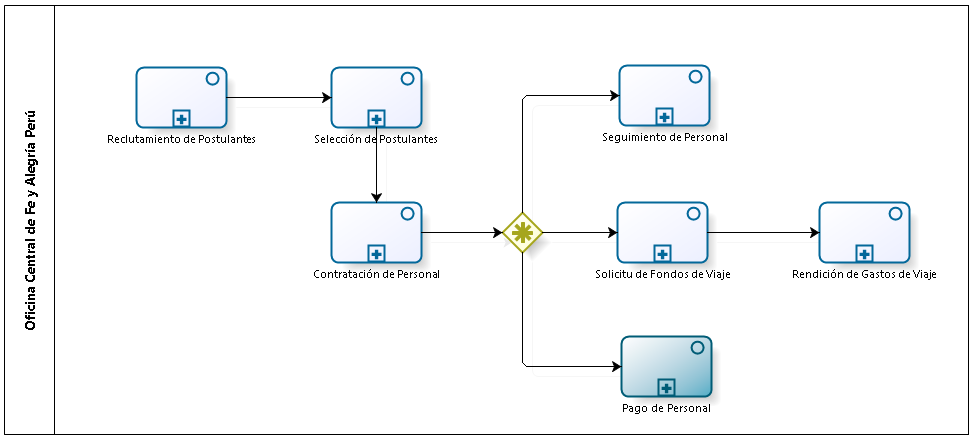 Oficina Central de Fe y Alegría Perú
Reclutamiento de Postulantes
Selección de Postulantes
Seguimiento de Personal
Contratación de Personal
Solicitu de Fondos de Viaje
Rendición de Gastos de Viaje
Pago de Personal